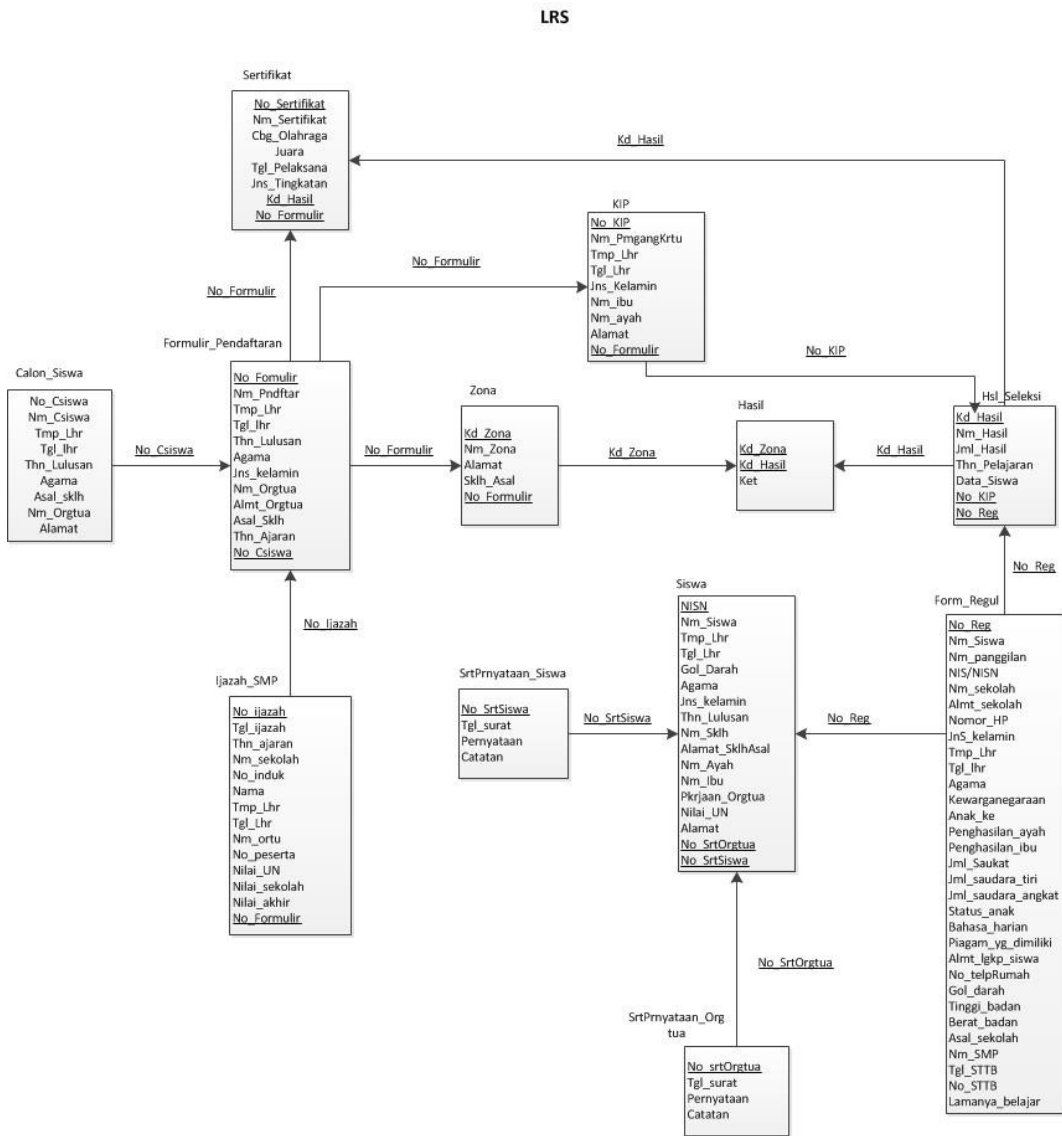 LRS
Sertifikat
No_Sertifikat
Nm_Sertifikat
Cbg_Olahraga
Juara
Tgl_Pelaksana
Jns_Tingkatan
Kd_Hasil
No_Formulir
Kd_Hasil
KIP
No_KIP
Nm_PmgangKrtu
Tmp_Lhr
Tgl_Lhr
Jns_Kelamin
Nm_ibu
Nm_ayah
Alamat
No_Formulir
No_Formulir
No_Formulir
No_KIP
Formulir_Pendaftaran
No_Fomulir
Nm_Pndftar
Tmp_Lhr
Tgl_lhr
Thn_Lulusan
Agama
Jns_kelamin
Nm_Orgtua
Almt_Orgtua
Asal_Sklh
Thn_Ajaran
No_Csiswa
Calon_Siswa
No_Csiswa
Nm_Csiswa
Tmp_Lhr
Tgl_lhr
Thn_Lulusan
Agama
Asal_sklh
Nm_Orgtua
Alamat
No_Csiswa
No_Formulir
Zona
Kd_Zona
Nm_Zona
Alamat
Sklh_Asal
No_Formulir
Kd_Zona
Hasil
Kd_Zona
Kd_Hasil
Ket
Kd_Hasil
Hsl_Seleksi
Kd_Hasil
Nm_Hasil
Jml_Hasil
Thn_Pelajaran
Data_Siswa
No_KIP
No_Reg
No_Reg
No_Ijazah
Ijazah_SMP
No_ijazah
Tgl_ijazah
Thn_ajaran
Nm_sekolah
No_induk
Nama
Tmp_Lhr
Tgl_Lhr
Nm_ortu
No_peserta
Nilai_UN
Nilai_sekolah
Nilai_akhir
No_Formulir
SrtPrnyataan_Siswa
No_SrtSiswa
Tgl_surat
Pernyataan
Catatan
No_SrtSiswa
Siswa
NISN
Nm_Siswa
Tmp_Lhr
Tgl_Lhr
Gol_Darah
Agama
Jns_kelamin
Thn_Lulusan
Nm_Sklh
Alamat_SklhAsal
Nm_Ayah
Nm_Ibu
Pkrjaan_Orgtua
Nilai_UN
Alamat
No_SrtOrgtua
No_SrtSiswa
No_Reg
Form_Regul
No_Reg
Nm_Siswa
Nm_panggilan
NIS/NISN
Nm_sekolah
Almt_sekolah
Nomor_HP
JnS_kelamin
Tmp_Lhr
Tgl_lhr
Agama
Kewarganegaraan
Anak_ke
Penghasilan_ayah
Penghasilan_ibu
Jml_Saukat
Jml_saudara_tiri
Jml_saudara_angkat
Status_anak
Bahasa_harian
Piagam_yg_dimiliki
Almt_lgkp_siswa
No_telpRumah
Gol_darah
Tinggi_badan
Berat_badan
Asal_sekolah
Nm_SMP
Tgl_STTB
No_STTB
Lamanya_belajar
No_SrtOrgtua
SrtPrnyataan_Org
tua
No_srtOrgtua
Tgl_surat
Pernyataan
Catatan